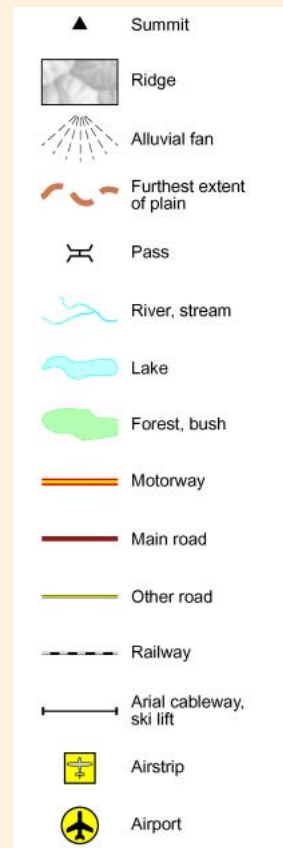 Summit
Ridge
Alluvial fan
Furthest extent
of plain
Pass
River, stream
Lake
Forest, bush
Motorway
Main road
Other road
Railway
Arial cableway,
ski lift
Airstrip
Airport